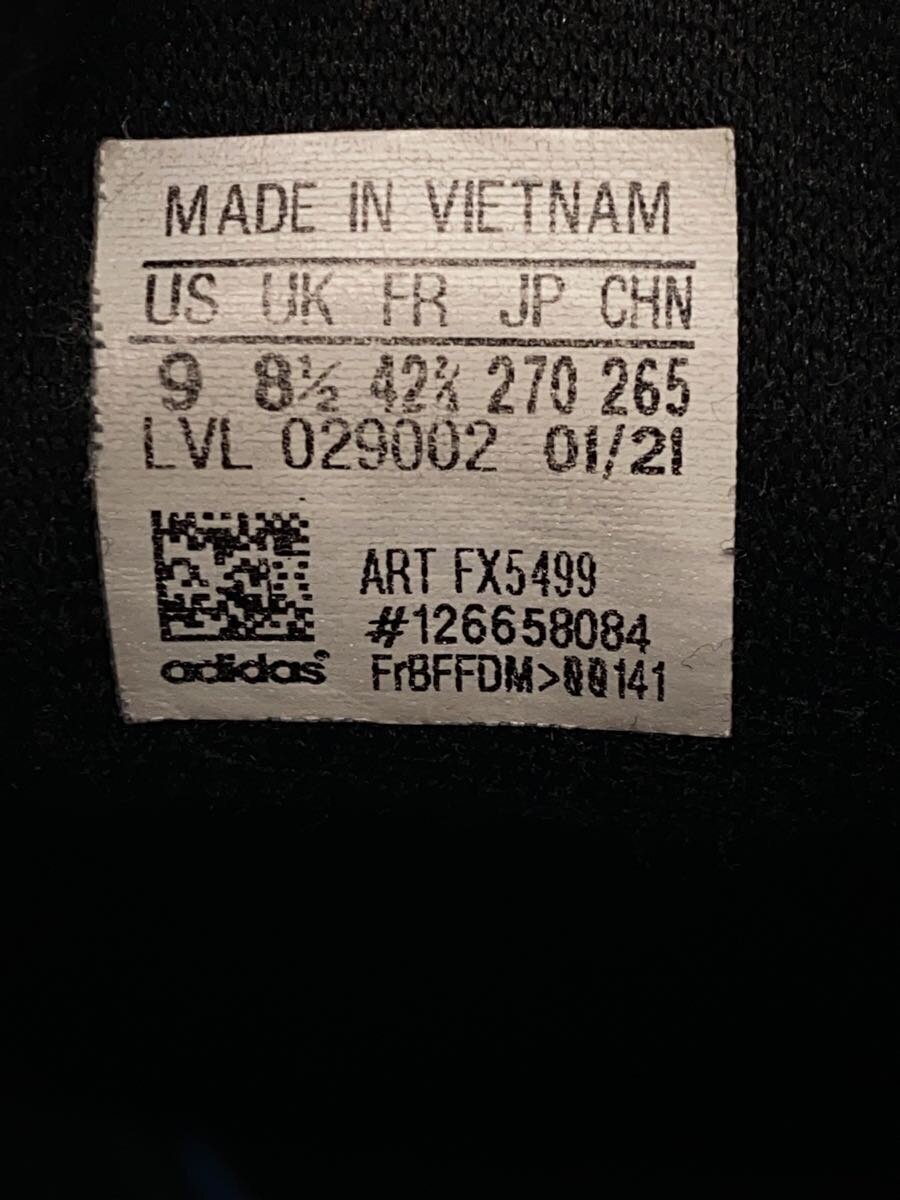 MADE IN VIETNAM
US UK FR JP CHN
9 8½ 42⅔ 270 265
LVL 029002 01/21
ART FX5499
#126658084
adidas® FrBFFDM>00141